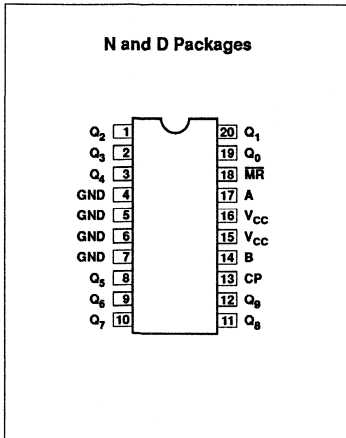 N and D Packages
Q2 1 20 Q1
Q3 2 19 Q0
Q4 3 18 M̅R̅
GND 4 17 A
GND 5 16 VCC
GND 6 15 VCC
GND 7 14 B
Q5 8 13 CP
Q6 9 12 Q9
Q7 10 11 Q8